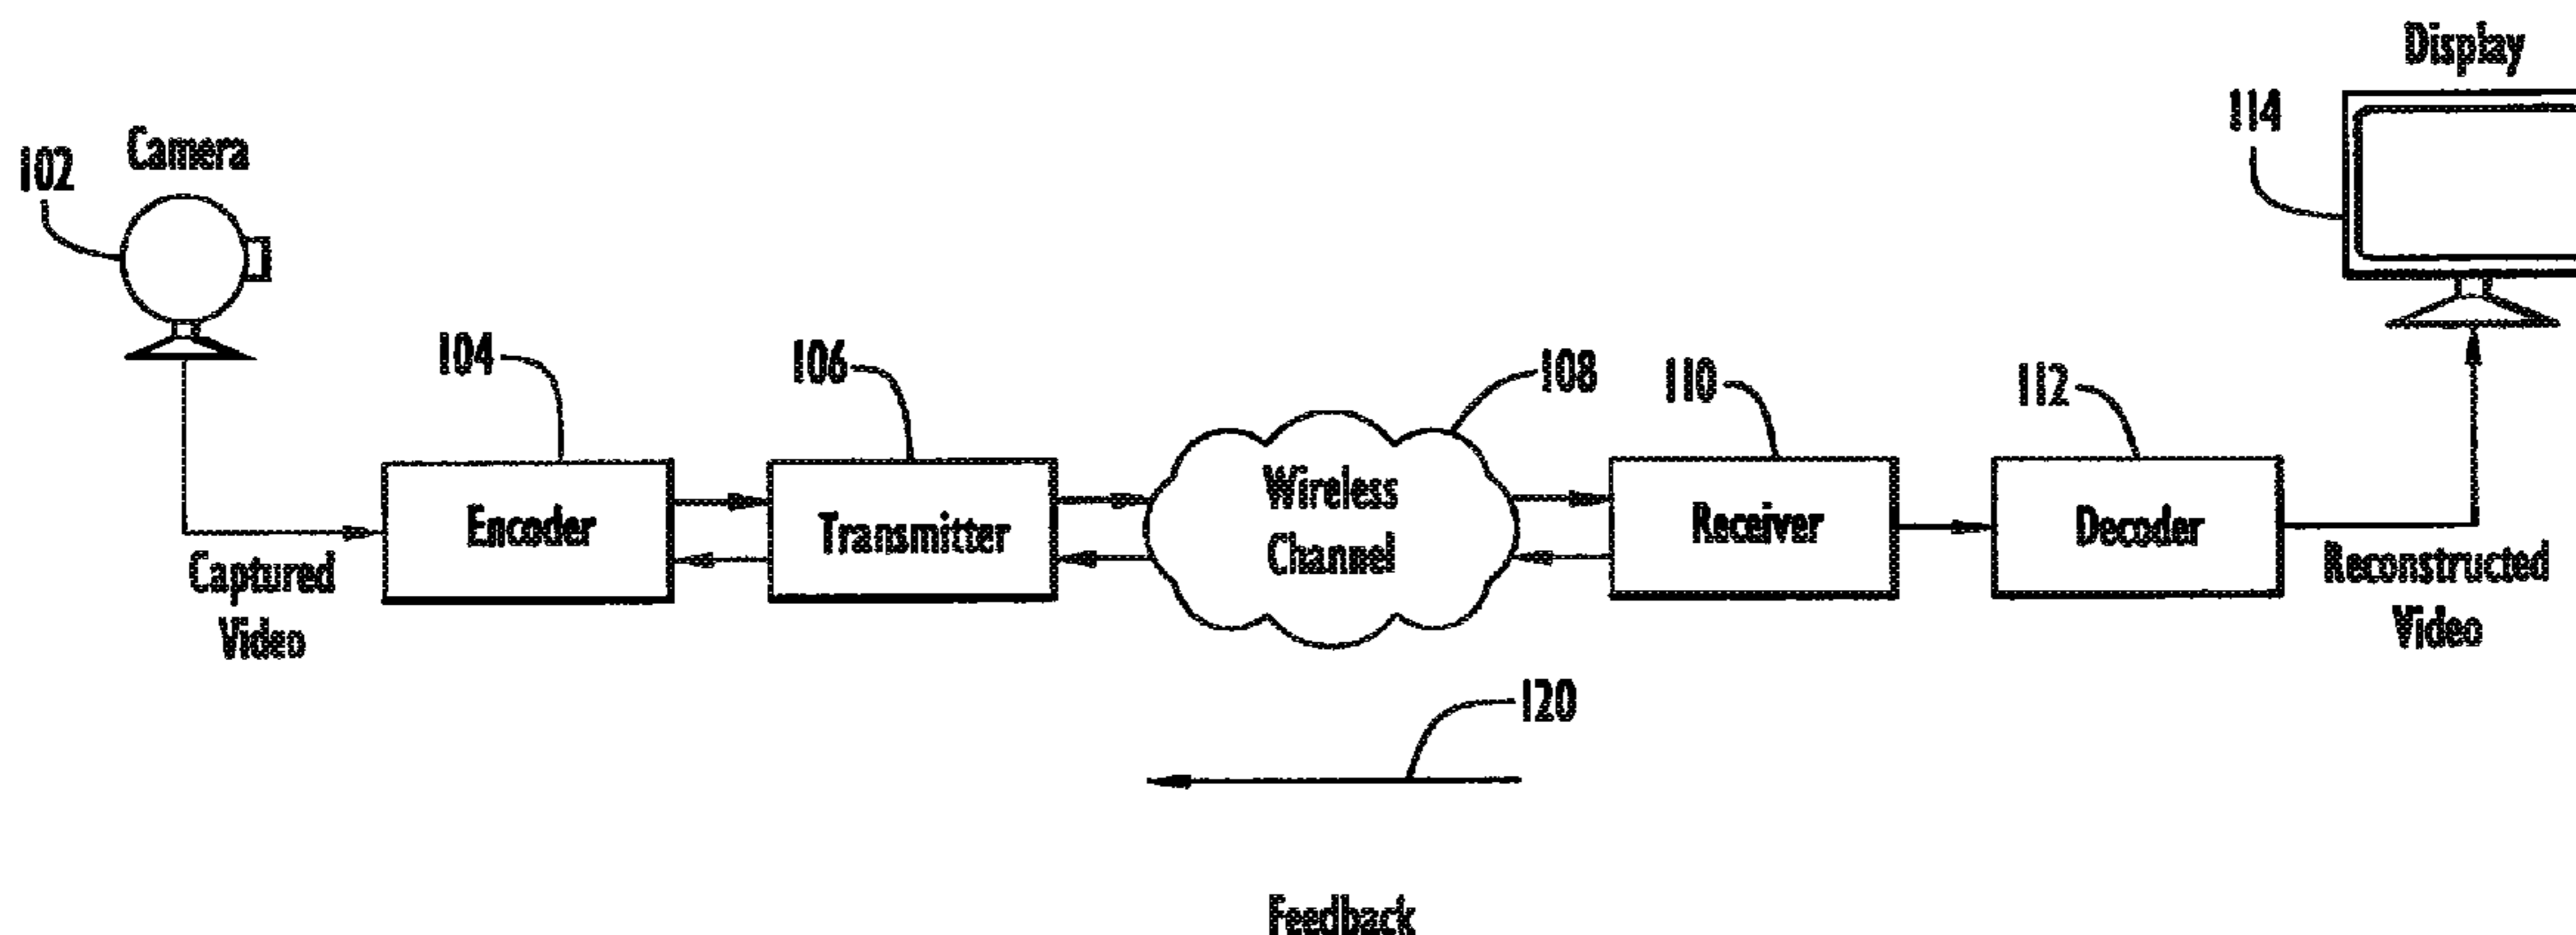 Display
114
Camera
102
104
106
108
110
112
Encoder
Transmitter
Wireless
Channel
Receiver
Decoder
Captured
Video
Reconstructed
Video
120
Feedback